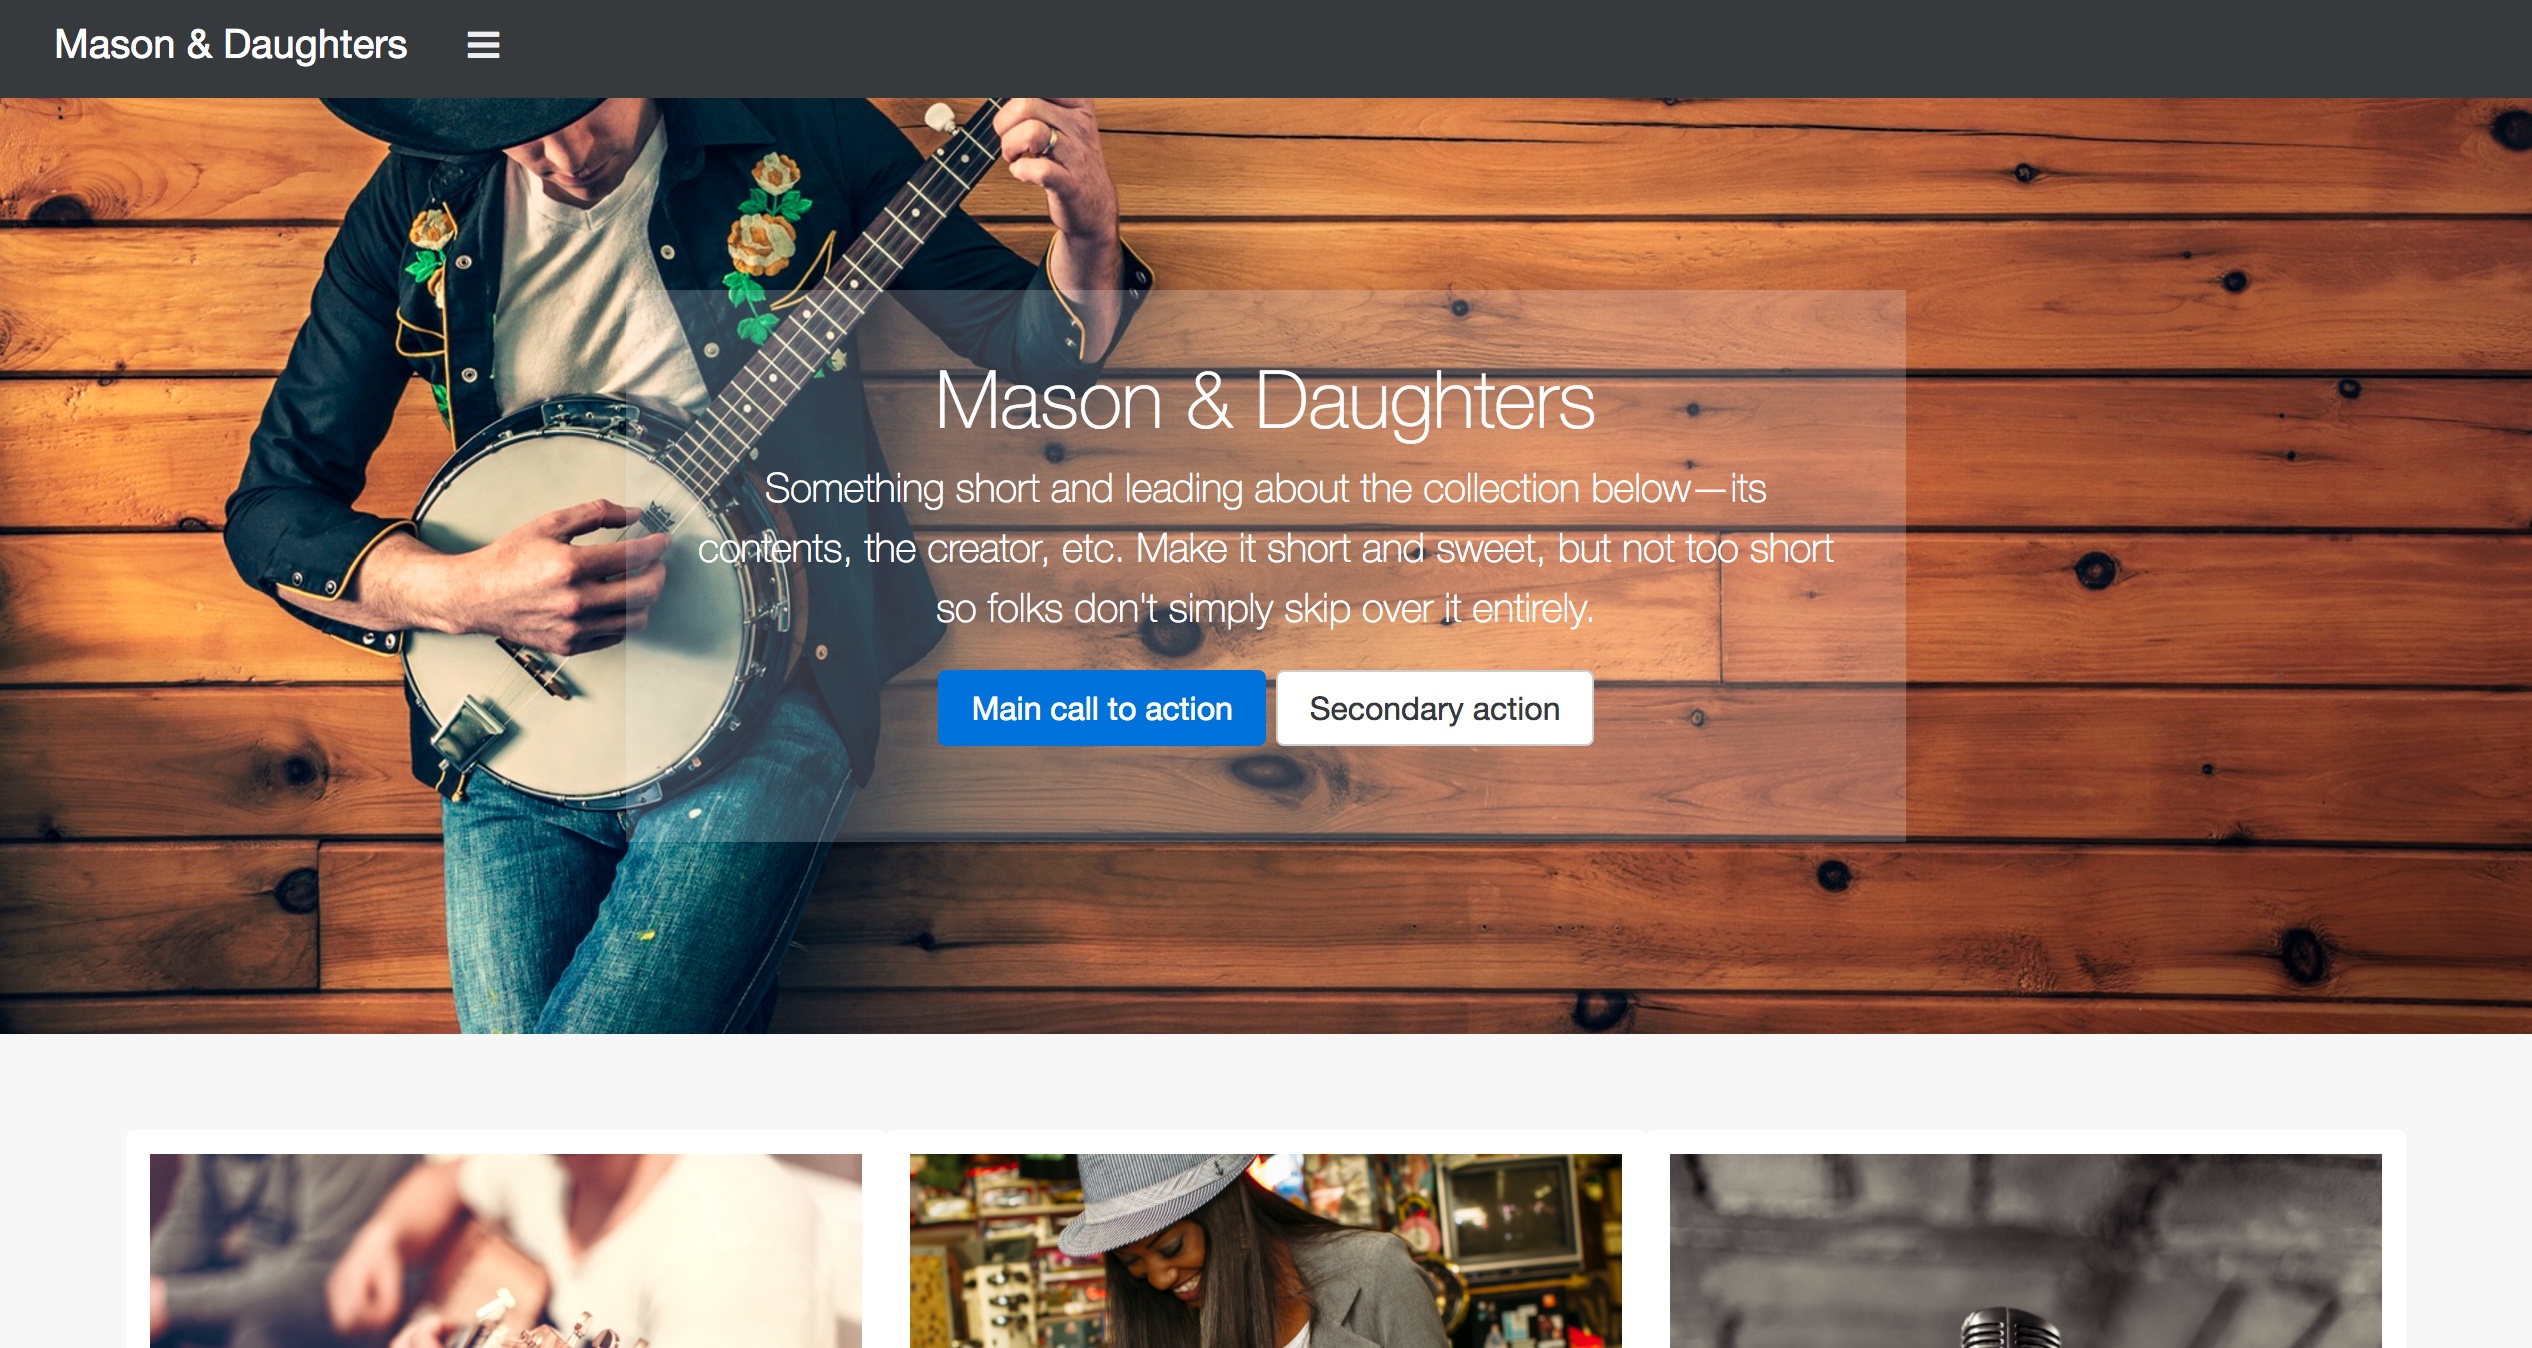 Mason & Daughters
Mason & Daughters
Something short and leading about the collection below—its
contents, the creator, etc. Make it short and sweet, but not too short
so folks don't simply skip over it entirely.
Main call to action
Secondary action